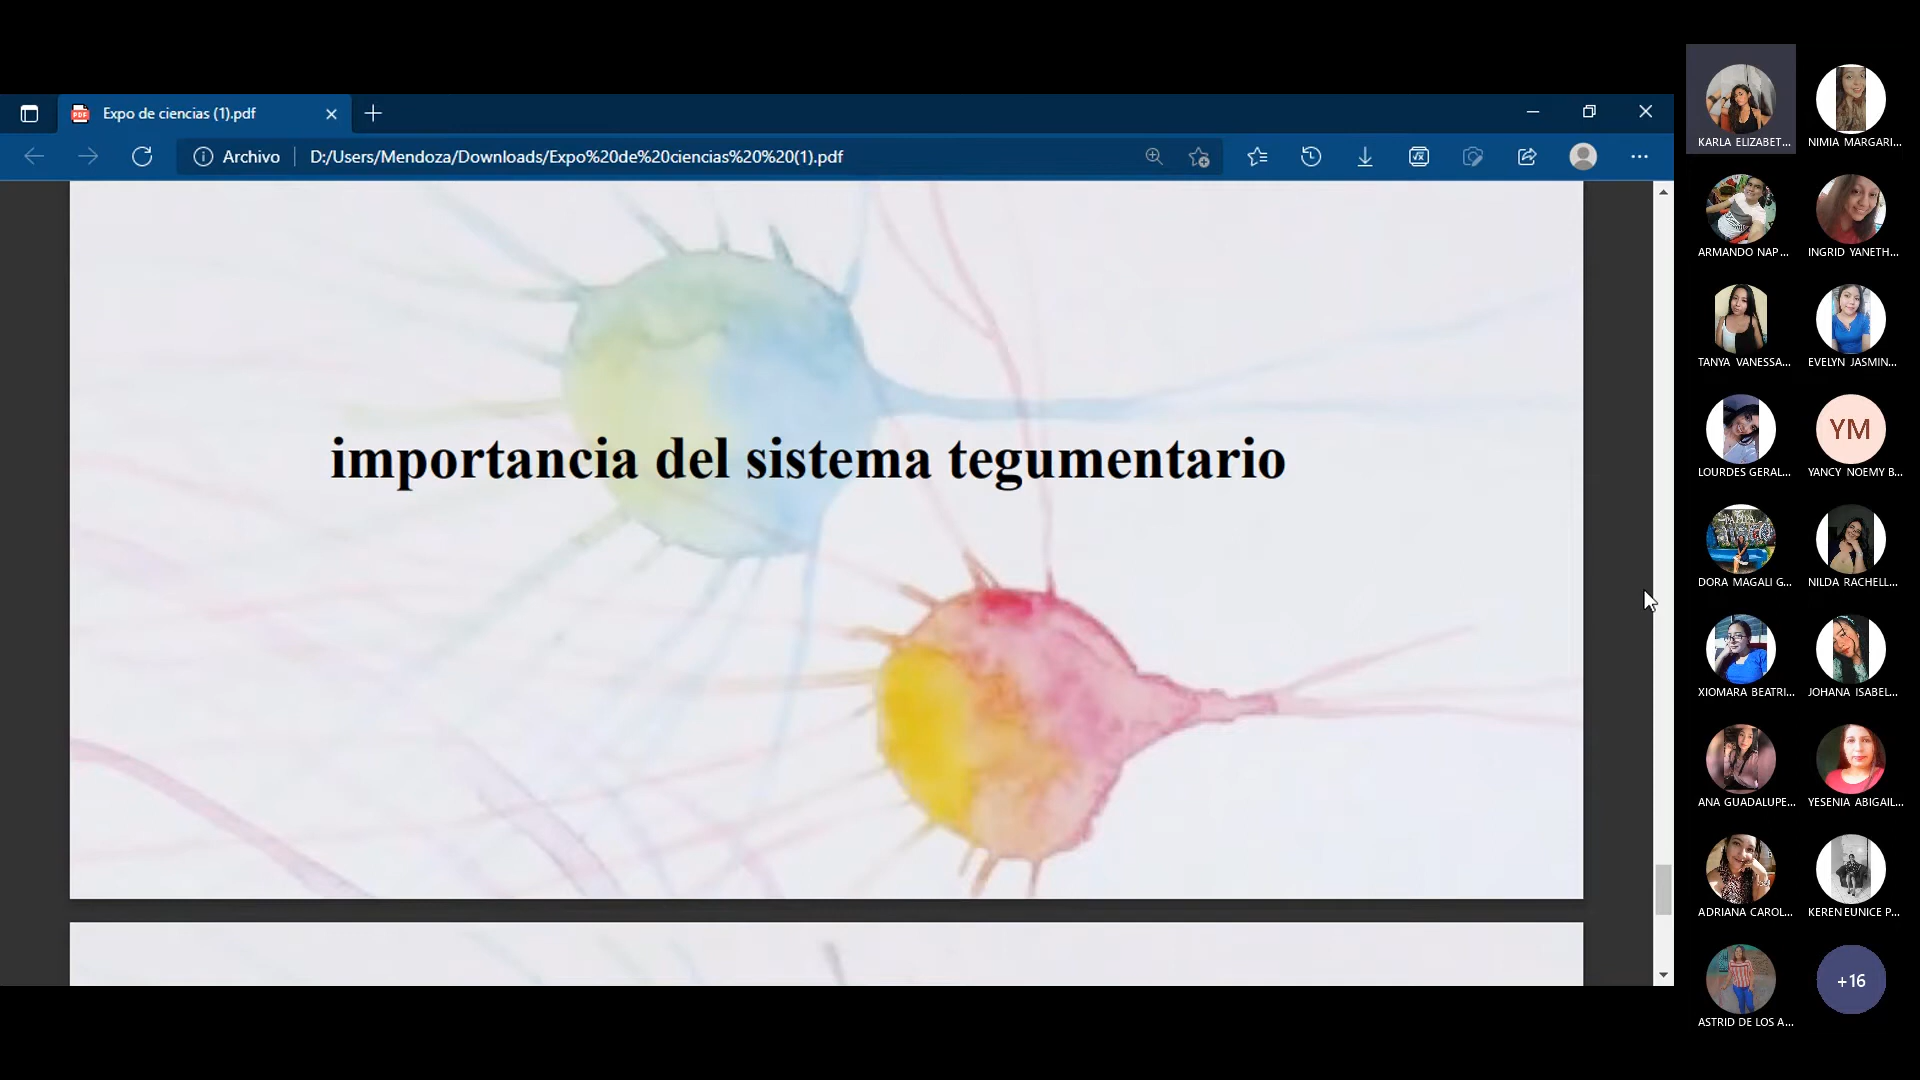 Expo de ciencias (1).pdf
Archivo
D:/Users/Mendoza/Downloads/Expo%20de%20ciencias%20%20(1).pdf
importancia del sistema tegumentario
KARLA ELIZABET...
NIMIA MARGARI...
ARMANDO NAP...
INGRID YANETH...
TANYA VANESSA...
EVELYN JASMIN...
LOURDES GERAL...
YM
YANCY NOEMY B...
DORA MAGALI G...
NILDA RACHELL...
XIOMARA BEATRI...
JOHANA ISABEL...
ANA GUADALUPE...
YESENIA ABIGAIL...
ADRIANA CAROL...
KEREN EUNICE P...
ASTRID DE LOS A...
+16